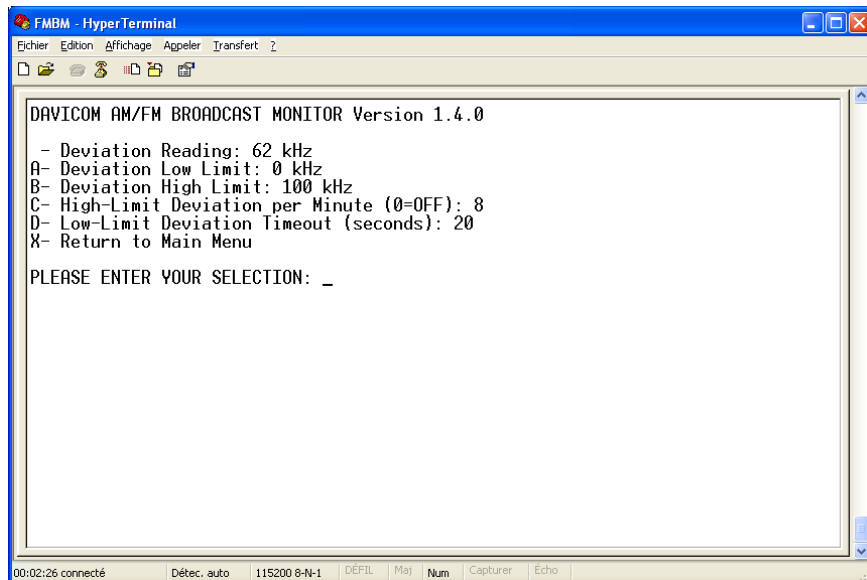 FMBM - HyperTerminal
Fichier Edition Affichage Appeler Transfert ?
DAVICOM AM/FM BROADCAST MONITOR Version 1.4.0
- Deviation Reading: 62 kHz
A- Deviation Low Limit: 0 kHz
B- Deviation High Limit: 100 kHz
C- High-Limit Deviation per Minute (0=OFF): 8
D- Low-Limit Deviation Timeout (seconds): 20
X- Return to Main Menu
PLEASE ENTER YOUR SELECTION: _
00:02:26 connecté Détec. auto 115200 8-N-1 DÉFIL Maj Num Capturer Écho